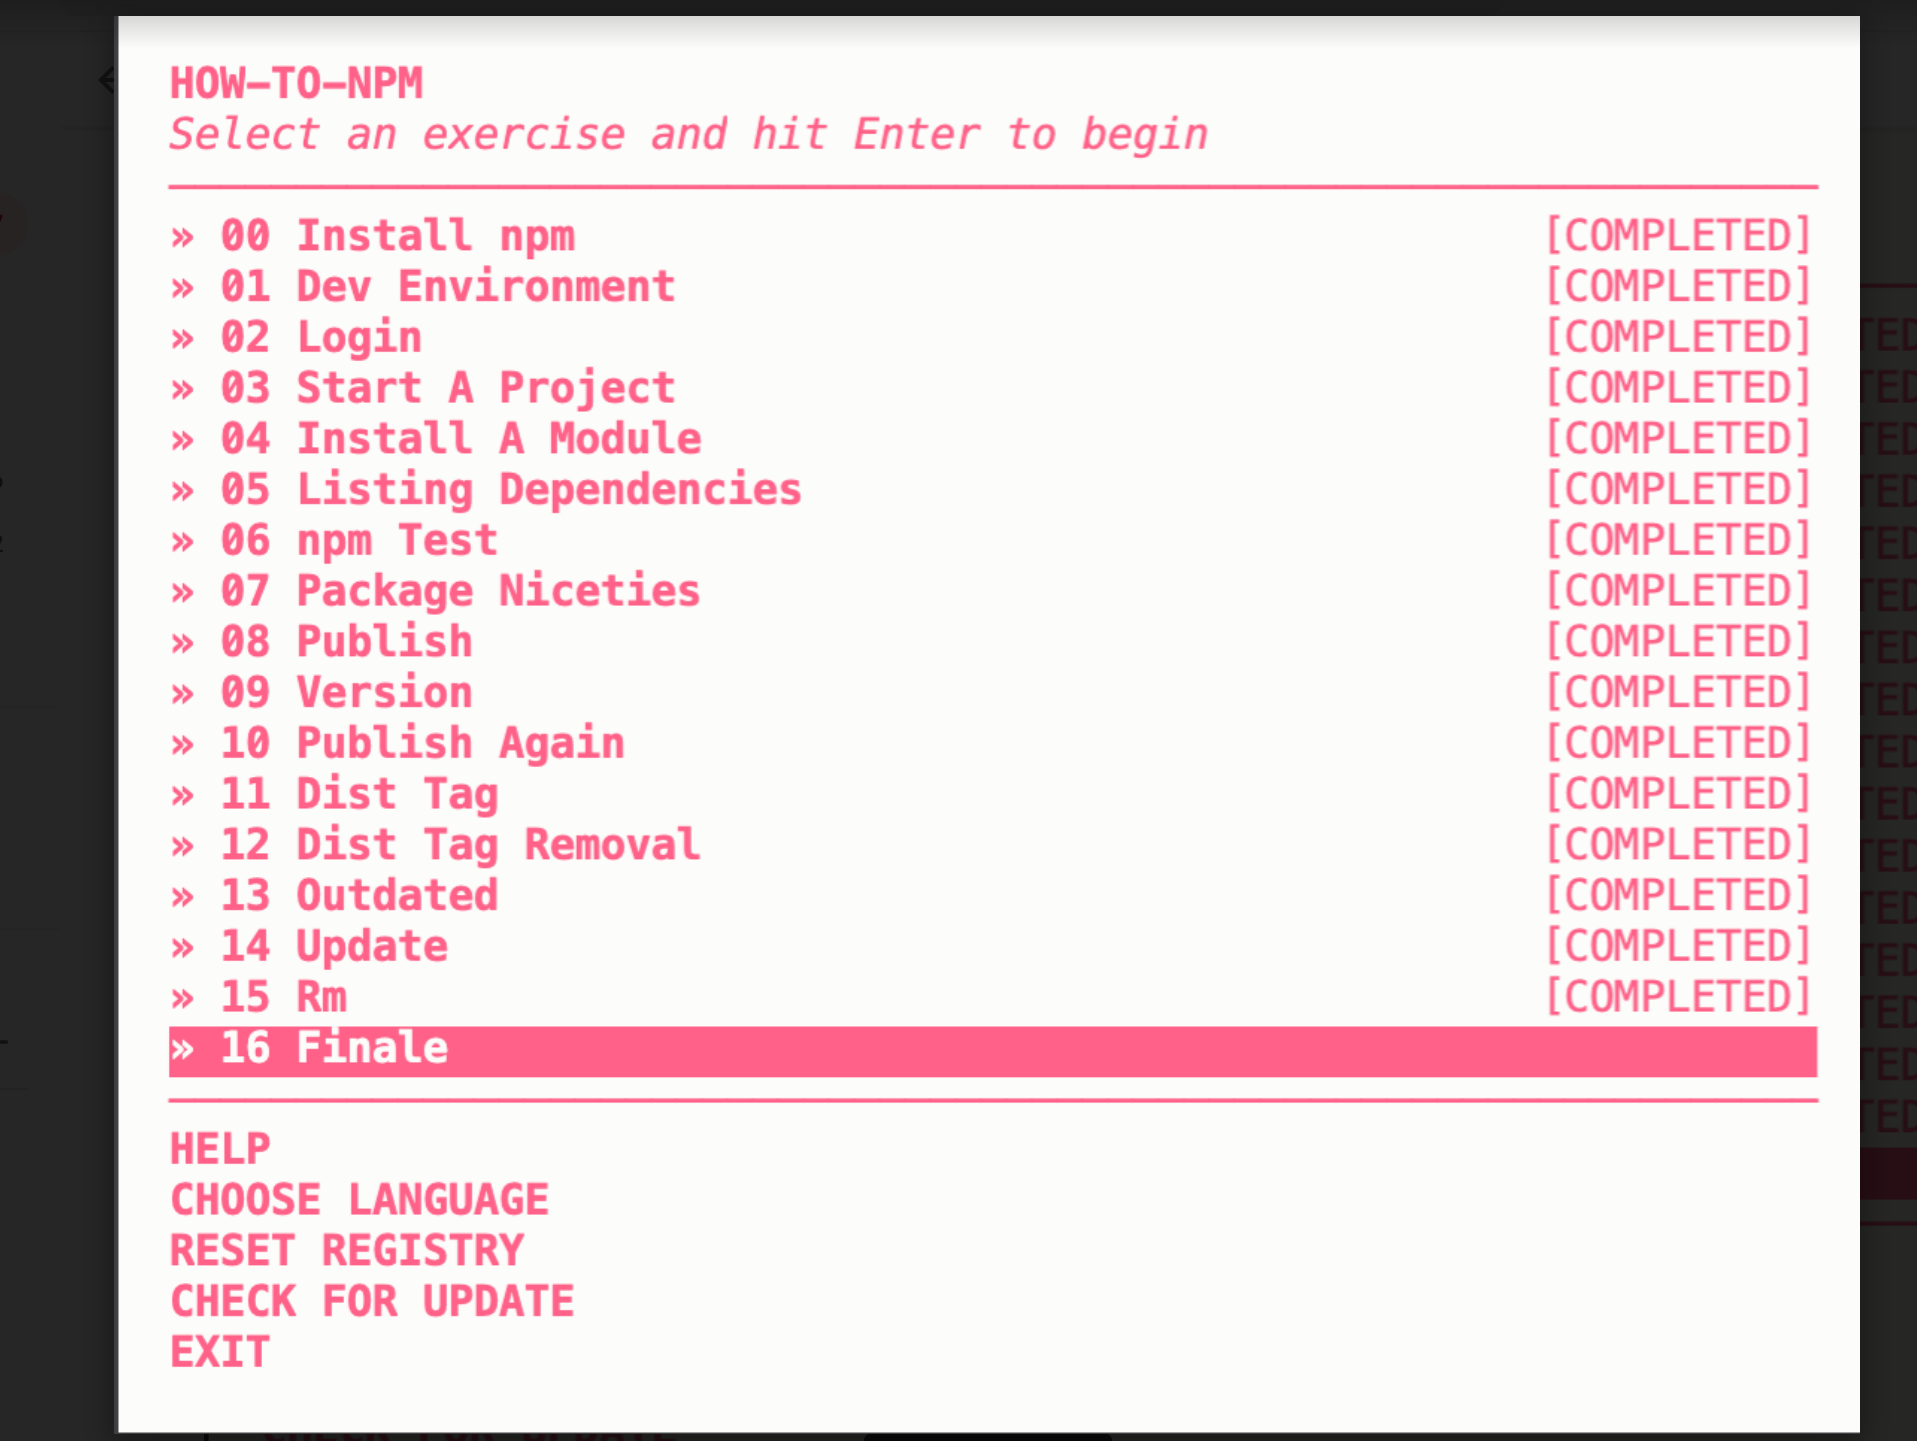 HOW-TO-NPM
Select an exercise and hit Enter to begin
» 00 Install npm [COMPLETED]
» 01 Dev Environment [COMPLETED]
» 02 Login [COMPLETED]
» 03 Start A Project [COMPLETED]
» 04 Install A Module [COMPLETED]
» 05 Listing Dependencies [COMPLETED]
» 06 npm Test [COMPLETED]
» 07 Package Niceties [COMPLETED]
» 08 Publish [COMPLETED]
» 09 Version [COMPLETED]
» 10 Publish Again [COMPLETED]
» 11 Dist Tag [COMPLETED]
» 12 Dist Tag Removal [COMPLETED]
» 13 Outdated [COMPLETED]
» 14 Update [COMPLETED]
» 15 Rm [COMPLETED]
» 16 Finale
HELP
CHOOSE LANGUAGE
RESET REGISTRY
CHECK FOR UPDATE
EXIT